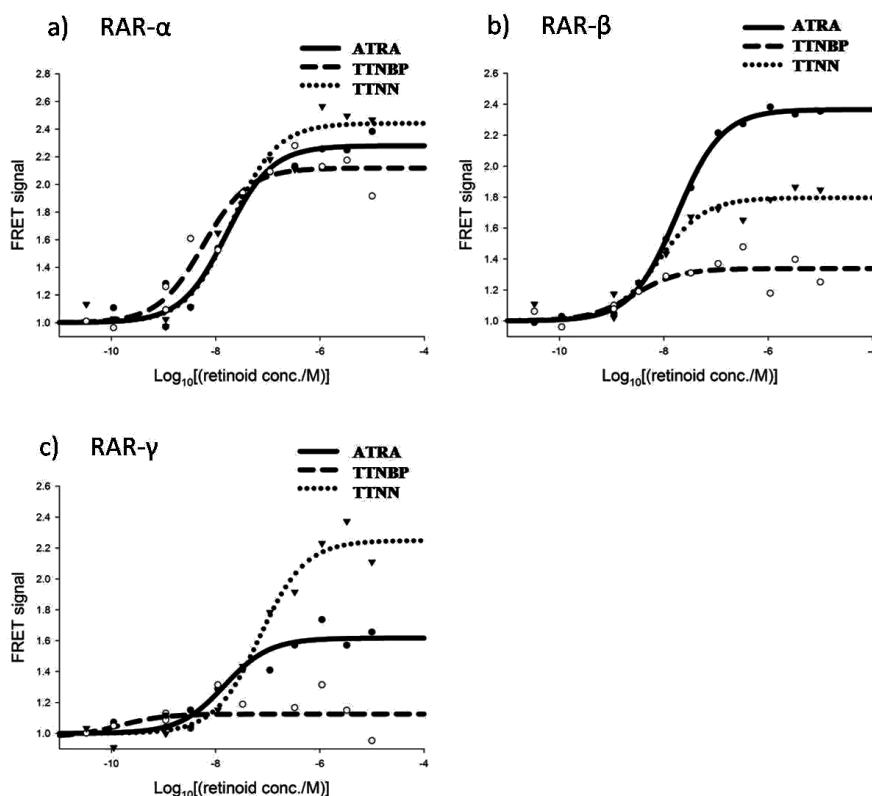 a) RAR-α
ATRA
TTNBP
TTNN
2.8
2.6
2.4
2.2
2.0
1.8
1.6
1.4
1.2
1.0
FRET signal
-10
-8
-6
-4
Log10[(retinoid conc./M)]
b) RAR-β
ATRA
TTNBP
TTNN
2.6
2.4
2.2
2.0
1.8
1.6
1.4
1.2
1.0
FRET signal
-10
-8
-6
-4
Log10[(retinoid conc./M)]
c) RAR-γ
ATRA
TTNBP
TTNN
2.6
2.4
2.2
2.0
1.8
1.6
1.4
1.2
1.0
FRET signal
-10
-8
-6
-4
Log10[(retinoid conc./M)]